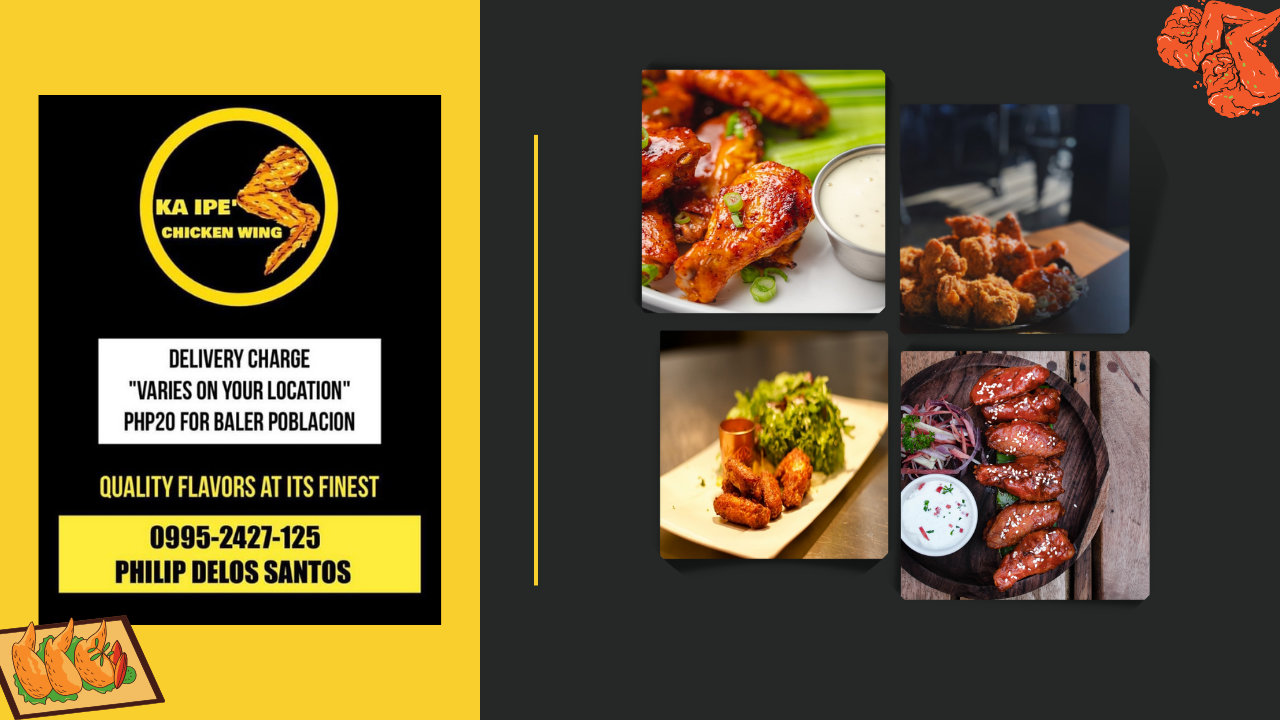 KA IPE'
CHICKEN WING
DELIVERY CHARGE
"VARIES ON YOUR LOCATION"
PHP20 FOR BALER POBLACION
QUALITY FLAVORS AT ITS FINEST
0995-2427-125
PHILIP DELOS SANTOS